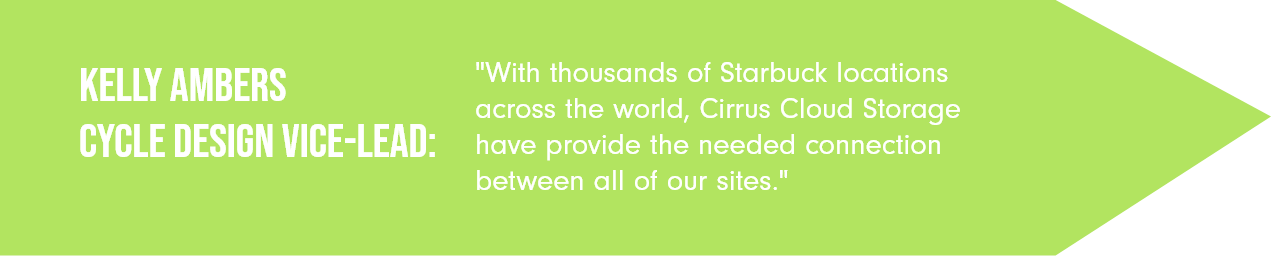 KELLY AMBERS
CYCLE DESIGN VICE-LEAD:
"With thousands of Starbuck locations
across the world, Cirrus Cloud Storage
have provide the needed connection
between all of our sites."